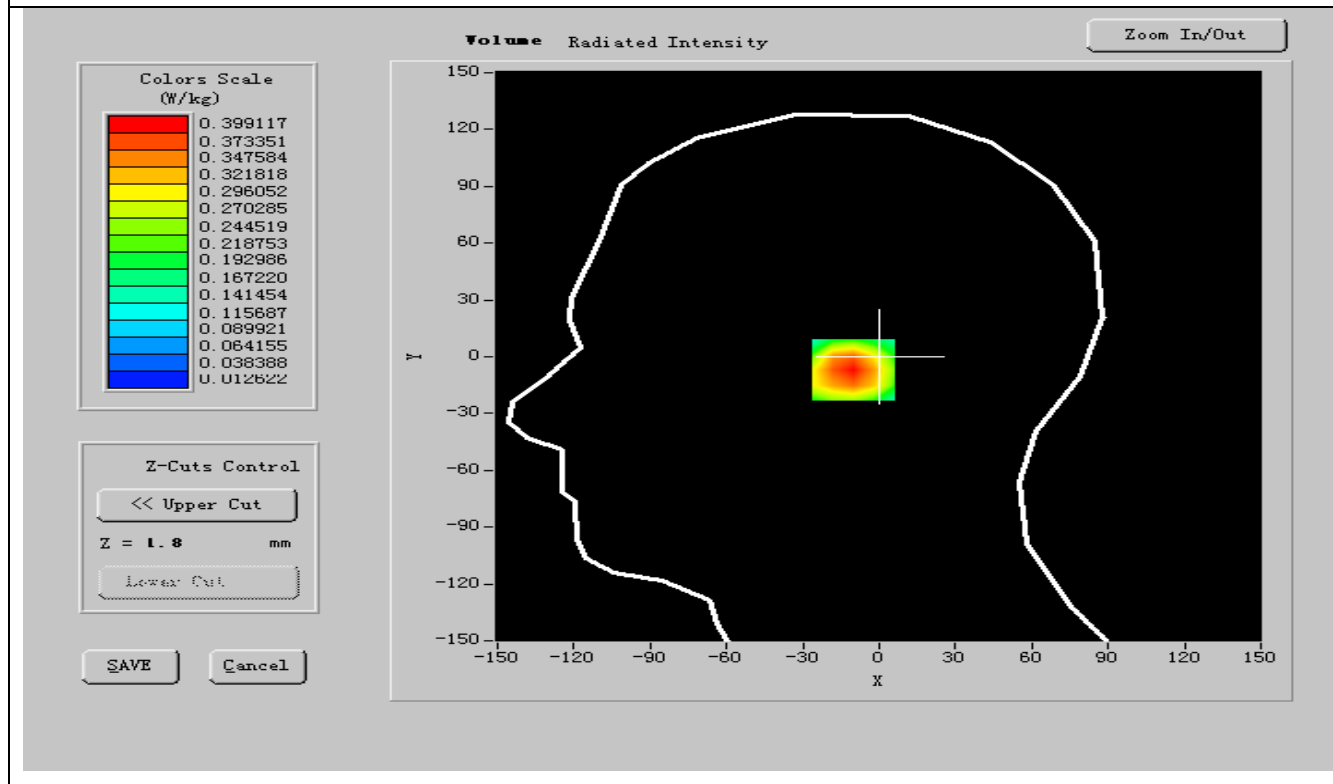 Volume Radiated Intensity
Zoom In/Out
Colors Scale
(W/kg)
0.399117
0.373351
0.347584
0.321818
0.296052
0.270285
0.244519
0.218753
0.192986
0.167220
0.141454
0.115687
0.089921
0.064155
0.038388
0.012622
Z-Cuts Control
<< Upper Cut
Z = 1.8 mm
Lower Cut
SAVE Cancel
150
120
90
60
30
0
-30
-60
-90
-120
-150
Y
-150 -120 -90 -60 -30 0 30 60 90 120 150
X